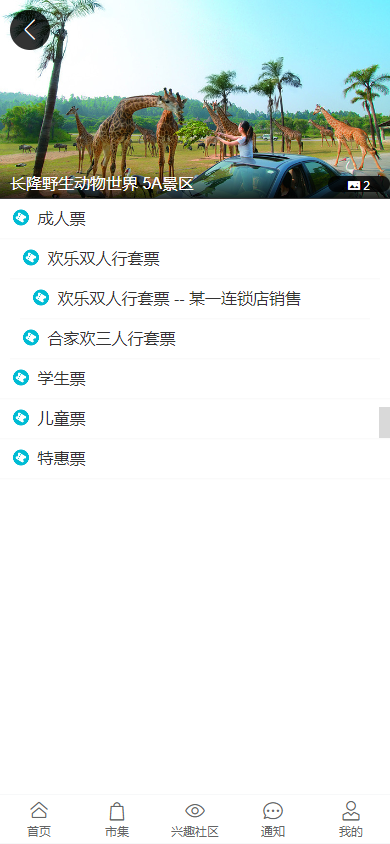 长隆野生动物世界 5A景区
2
成人票
欢乐双人行套票
欢乐双人行套票 -- 某一连锁店销售
合家欢三人行套票
学生票
儿童票
特惠票
首页 市集 兴趣社区 通知 我的